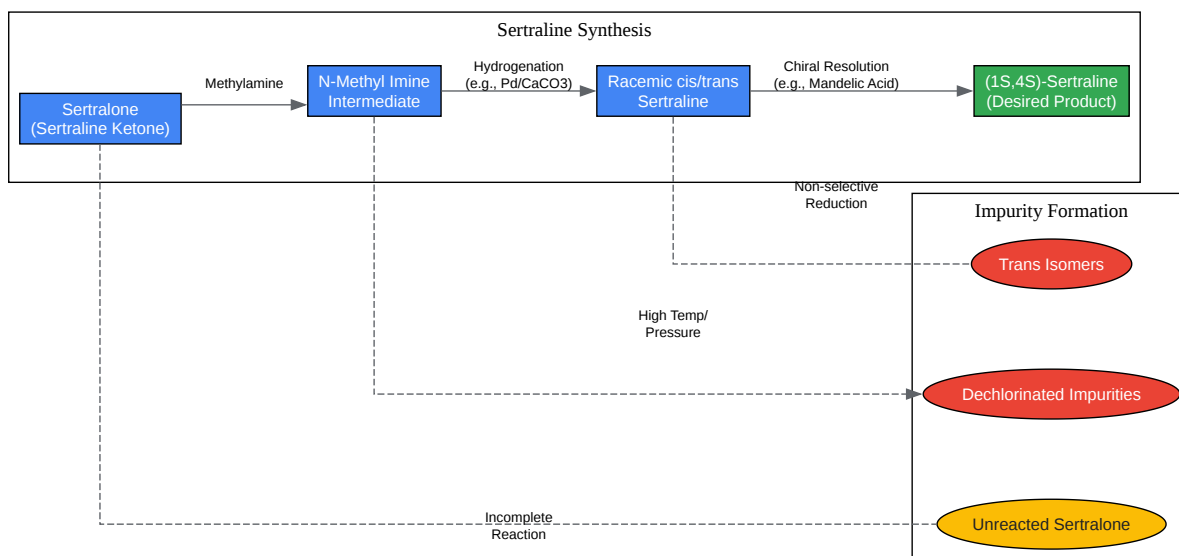 Sertraline Synthesis
Sertralone
(Sertraline Ketone)
Methylamine
N-Methyl Imine
Intermediate
Hydrogenation
(e.g., Pd/CaCO3)
Racemic cis/trans
Sertraline
Chiral Resolution
(e.g., Mandelic Acid)
(1S,4S)-Sertraline
(Desired Product)
Non-selective
Reduction
Impurity Formation
Trans Isomers
High Temp/
Pressure
Dechlorinated Impurities
Incomplete
Reaction
Unreacted Sertralone